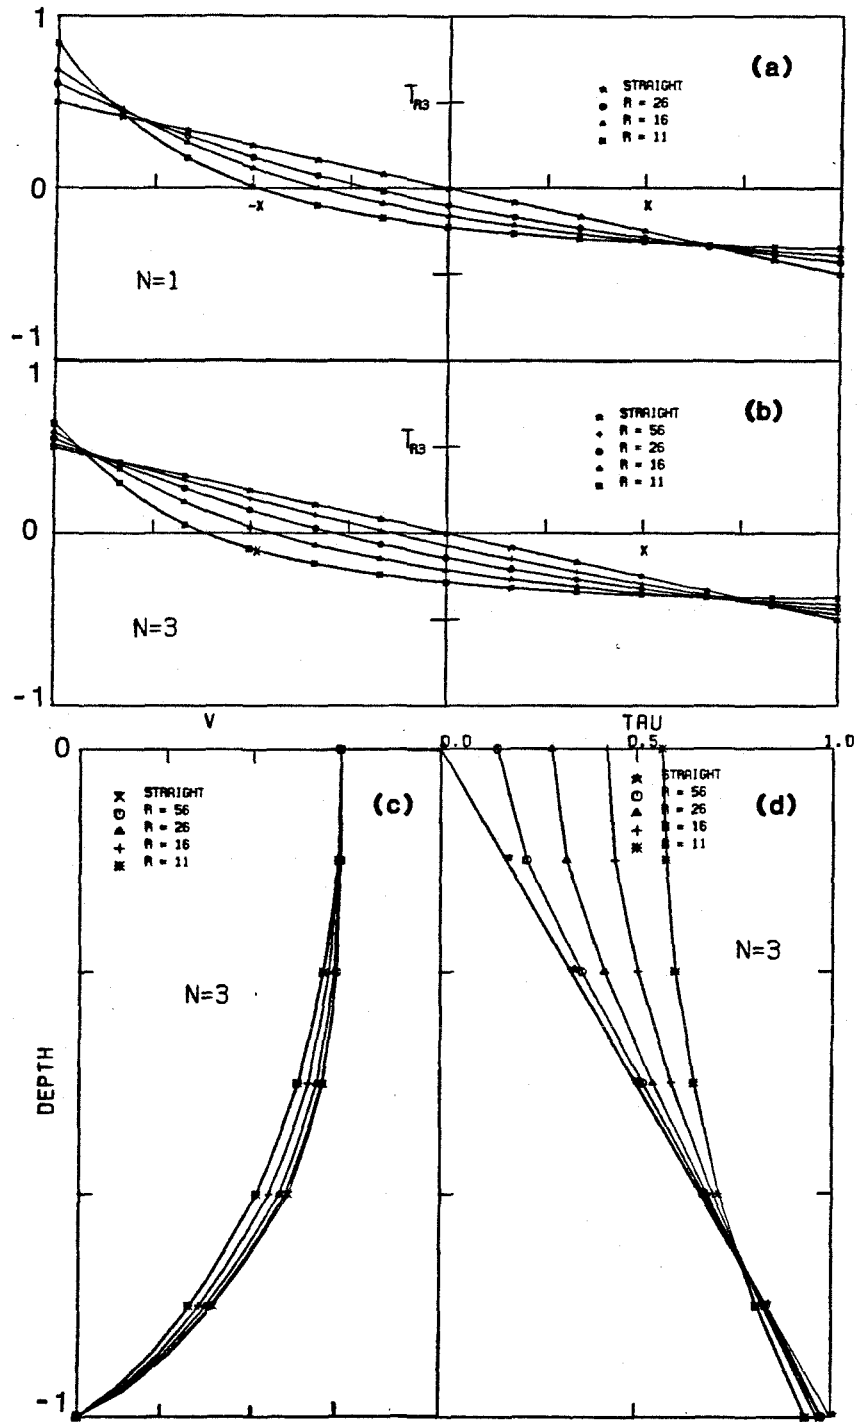 1
(a)
STRAIGHT
TR3
R = 26
R = 16
R = 11
0
-X
X
N=1
-1
1
(b)
STRAIGHT
R = 56
TR3
R = 26
R = 16
R = 11
0
X
X
N=3
-1
V
TAU
0
0.0
0.5
1.0
STRAIGHT
R = 56
R = 26
R = 16
R = 11
(c)
STRAIGHT
R = 56
R = 26
R = 16
R = 11
(d)
N=3
N=3
DEPTH
-1